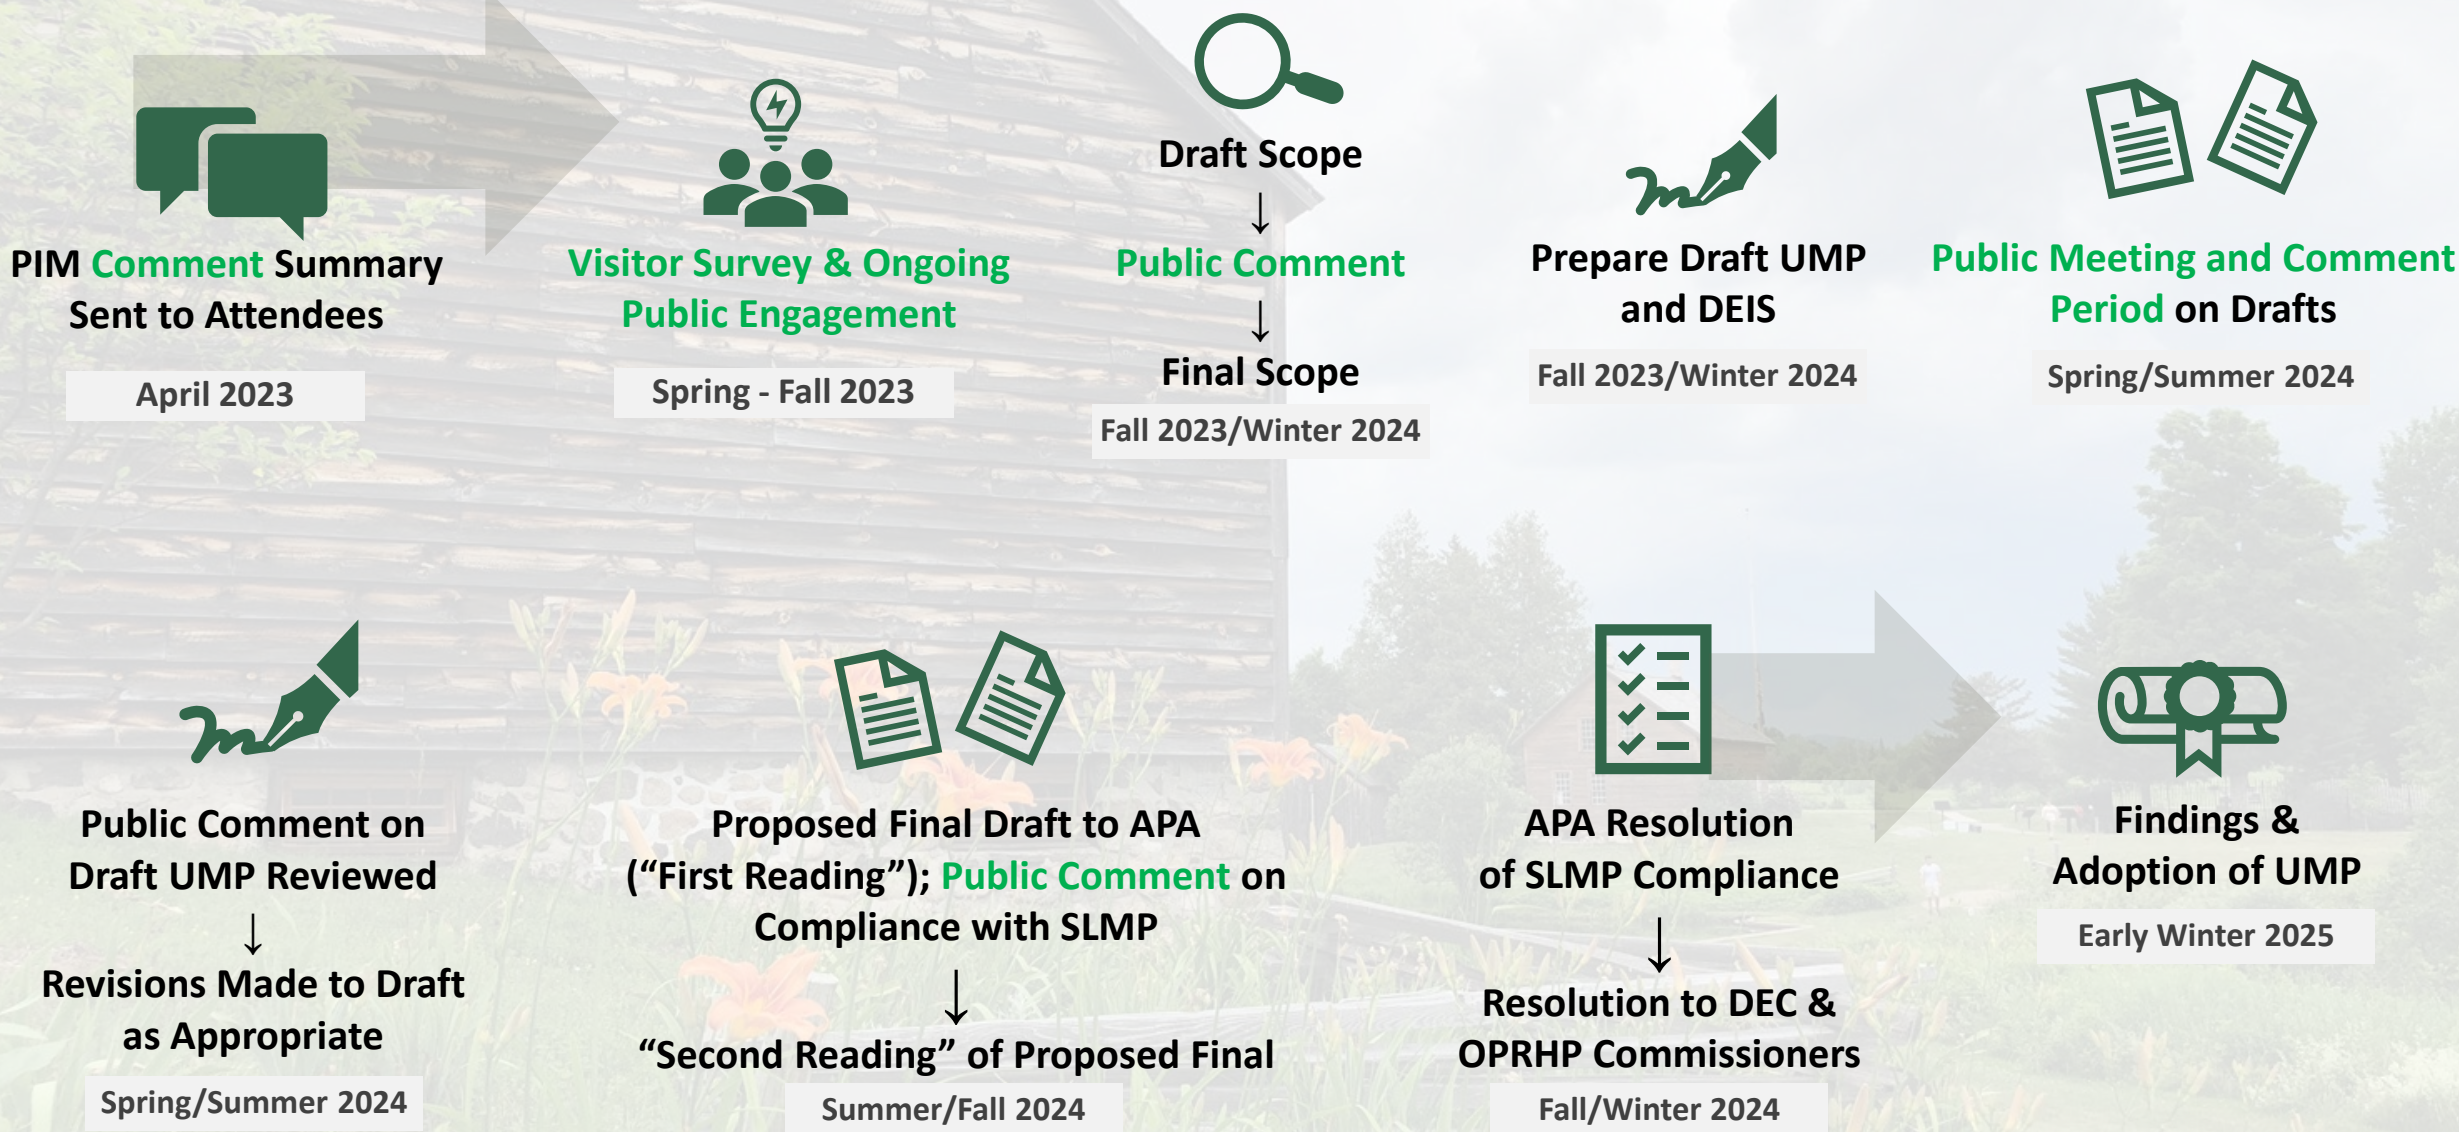 PIM Comment Summary
Sent to Attendees
April 2023
Visitor Survey & Ongoing
Public Engagement
Spring - Fall 2023
Draft Scope
↓
Public Comment
↓
Final Scope
Fall 2023/Winter 2024
Prepare Draft UMP
and DEIS
Fall 2023/Winter 2024
Public Meeting and Comment
Period on Drafts
Spring/Summer 2024
Public Comment on
Draft UMP Reviewed
↓
Revisions Made to Draft
as Appropriate
Spring/Summer 2024
Proposed Final Draft to APA
(“First Reading”); Public Comment on
Compliance with SLMP
↓
“Second Reading” of Proposed Final
Summer/Fall 2024
APA Resolution
of SLMP Compliance
↓
Resolution to DEC &
OPRHP Commissioners
Fall/Winter 2024
Findings &
Adoption of UMP
Early Winter 2025